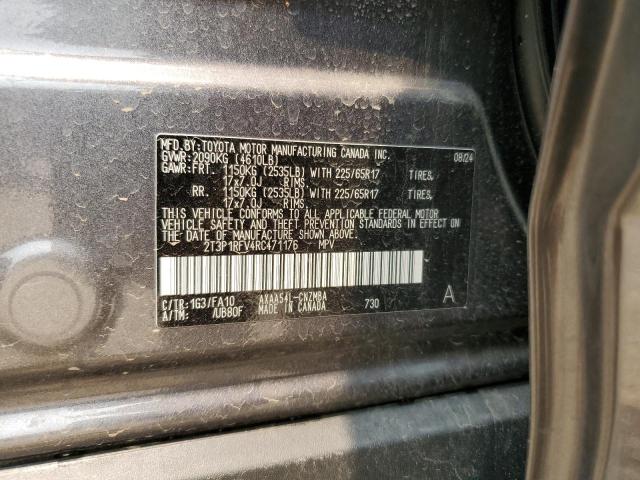 MFD.BY:TOYOTA MOTOR MANUFACTURING CANADA INC.
GVWR:2090KG (4610LB) 08/24
GAWR:FRT. 1150KG (2535LB) WITH 225/65R17 TIRES,
17x7.0J RIMS,
RR. 1150KG (2535LB) WITH 225/65R17 TIRES,
17x7.0J RIMS.
THIS VEHICLE CONFORMS TO ALL APPLICABLE FEDERAL MOTOR
VEHICLE SAFETY AND THEFT PREVENTION STANDARDS IN EFFECT ON
THE DATE OF MANUFACTURE SHOWN ABOVE.
2T3P1RFV4RC471176 MPV
C/TR:1G3/FA10 AXAA54L-CNZMBA 730 A
A/TM: /UB80F MADE IN CANADA